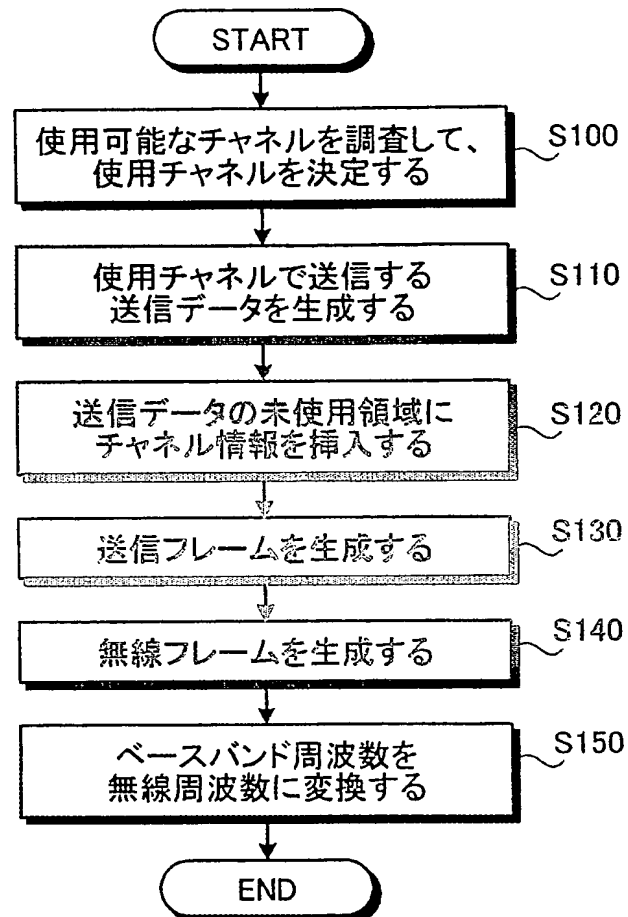 START
使用可能なチャネルを調査して、
使用チャネルを決定する
S100
使用チャネルで送信する
送信データを生成する
S110
送信データの未使用領域に
チャネル情報を挿入する
S120
送信フレームを生成する
S130
無線フレームを生成する
S140
ベースバンド周波数を
無線周波数に変換する
S150
END